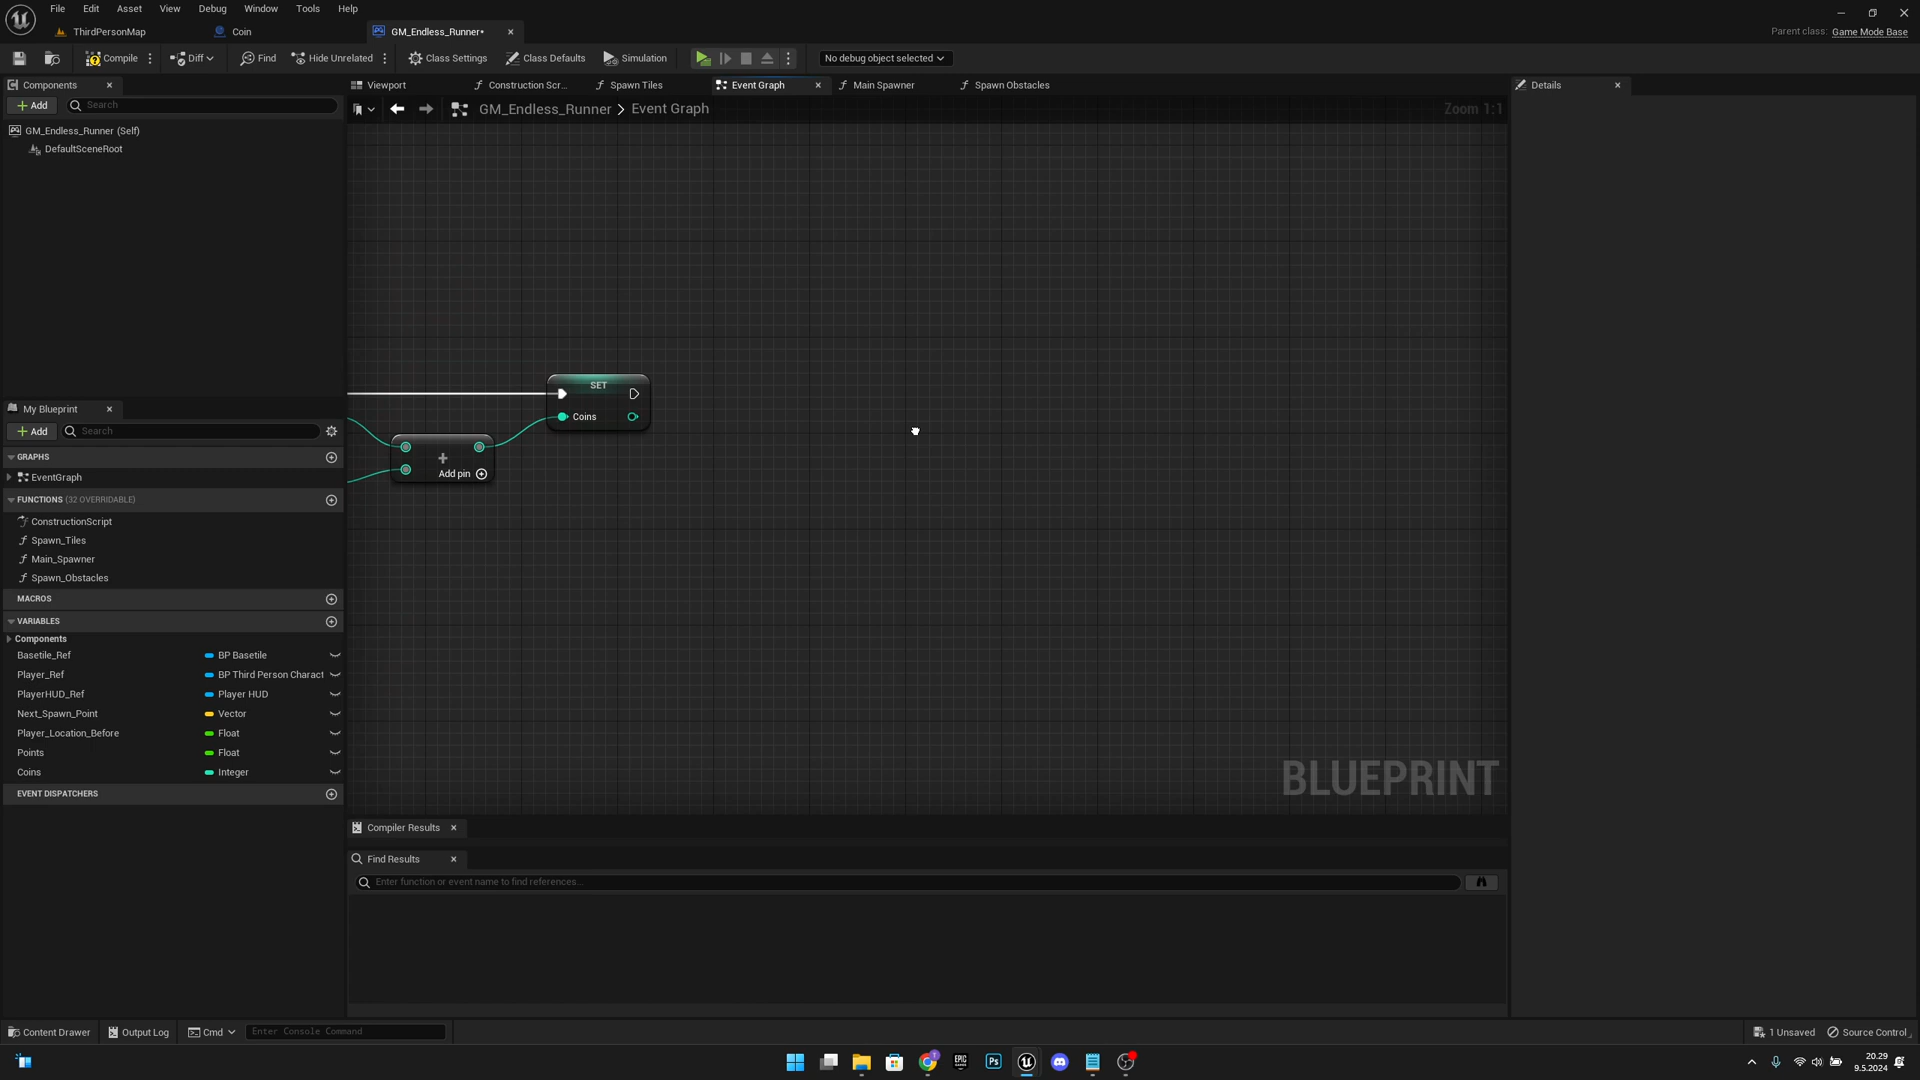 File Edit Asset View Debug Window Tools Help
ThirdPersonMap Coin GM_Endless_Runner*
Parent class: Game Mode Base
Compile Diff Find Hide Unrelated Class Settings Class Defaults Simulation No debug object selected
Components
Viewport Construction Scr... Spawn Tiles Event Graph Main Spawner Spawn Obstacles
Details
Add Search
GM_Endless_Runner > Event Graph
Zoom 1:1
GM_Endless_Runner (Self)
DefaultSceneRoot
SET
Coins
Add pin
My Blueprint
Add Search
GRAPHS
EventGraph
FUNCTIONS (32 OVERRIDABLE)
ConstructionScript
Spawn_Tiles
Main_Spawner
Spawn_Obstacles
MACROS
VARIABLES
Components
Basetile_Ref BP Basetile
Player_Ref BP Third Person Charact
PlayerHUD_Ref Player HUD
Next_Spawn_Point Vector
Player_Location_Before Float
Points Float
Coins Integer
EVENT DISPATCHERS
BLUEPRINT
Compiler Results
Find Results
Enter function or event name to find references...
Content Drawer Output Log Cmd Enter Console Command
1 Unsaved Source Control
EPIC GAMES
Ps
20.29
9.5.2024